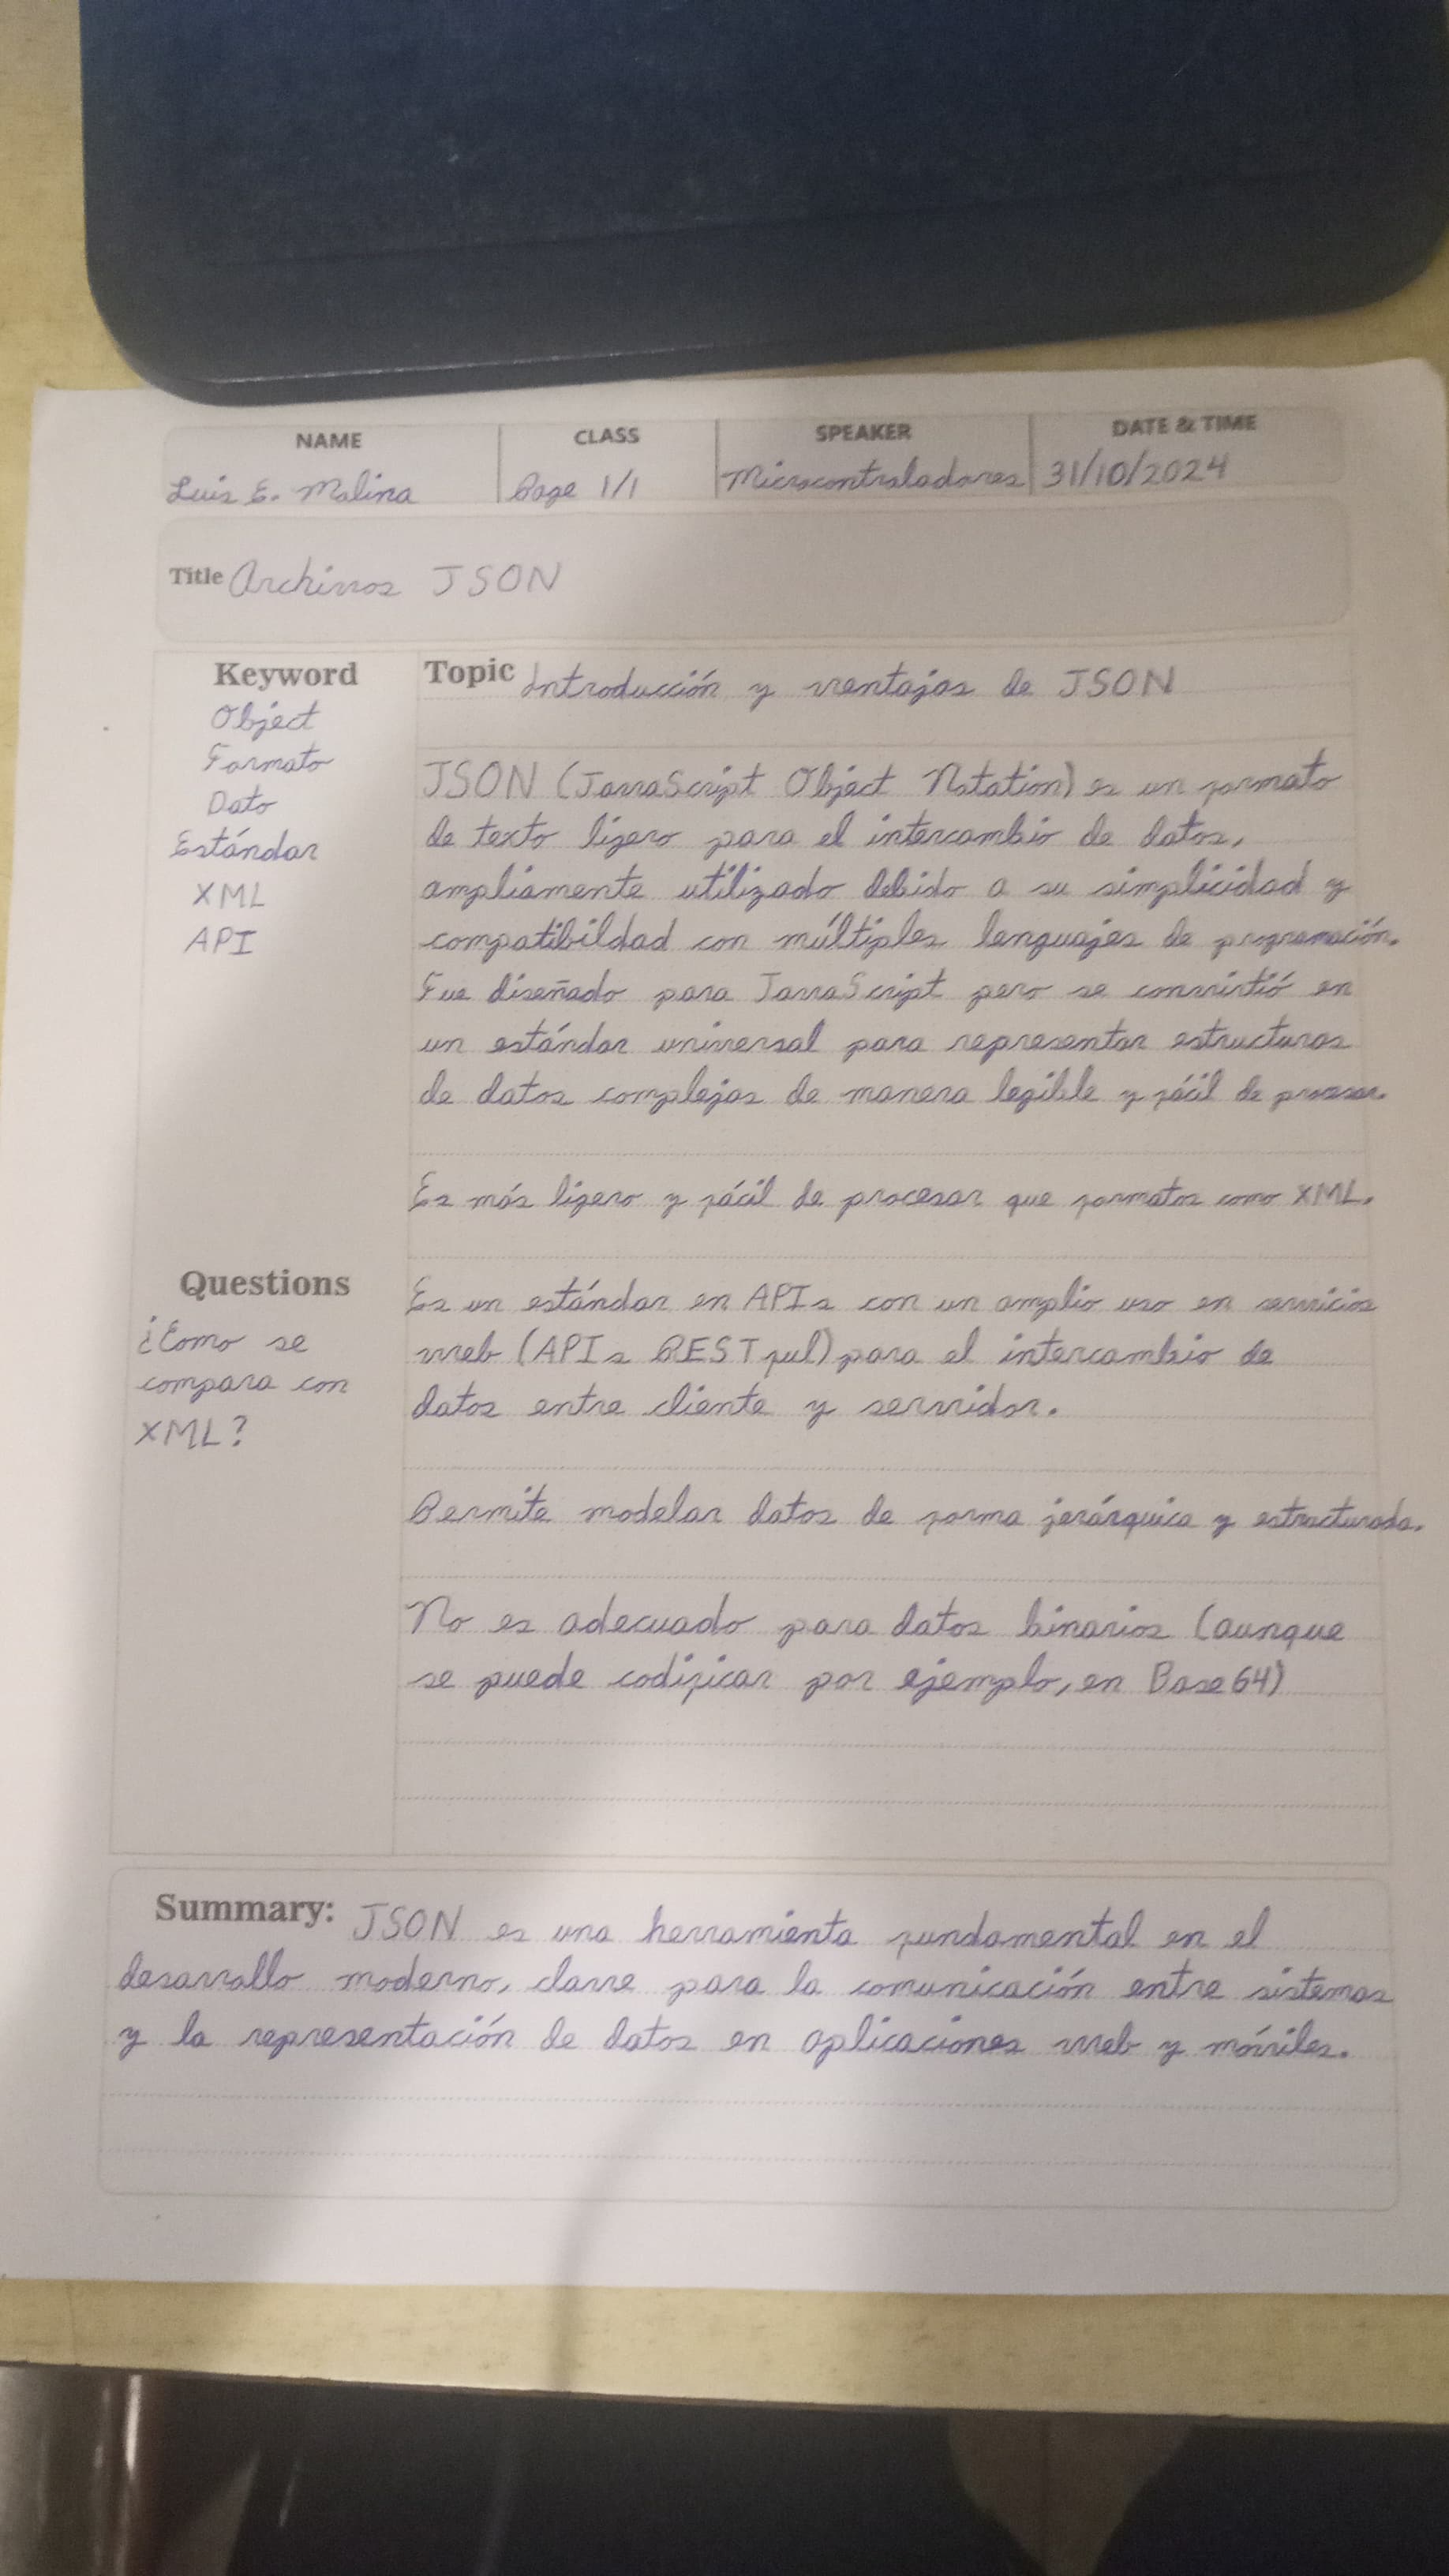 NAME CLASS SPEAKER DATE & TIME
Luis E. Molina Page 1/1 Microcontroladores 31/10/2024
Title Archivos JSON
Keyword
Object
Formato
Dato
Estándar
XML
API
Topic Introducción y ventajas de JSON
JSON (JavaScript Object Notation) es un formato
de texto ligero para el intercambio de datos,
ampliamente utilizado debido a su simplicidad y
compatibildad con múltiples lenguajes de programación.
Fue diseñado para JavaScript pero se convirtió en
un estándar universal para representar estructuras
de datos complejas de manera legible y fácil de procesar.
Es más ligero y fácil de procesar que formatos como XML.
Questions
¿Como se
compara con
XML?
Es un estándar en APIs con un amplio uso en servicios
web (APIs RESTful) para el intercambio de
datos entre cliente y servidor.
Permite modelar datos de forma jerárquica y estructurada.
No es adecuado para datos binarios (aunque
se puede codificar por ejemplo, en Base64)
Summary: JSON es una herramienta fundamental en el
desarrollo moderno, clave para la comunicación entre sistemas
y la representación de datos en aplicaciones web y móviles.